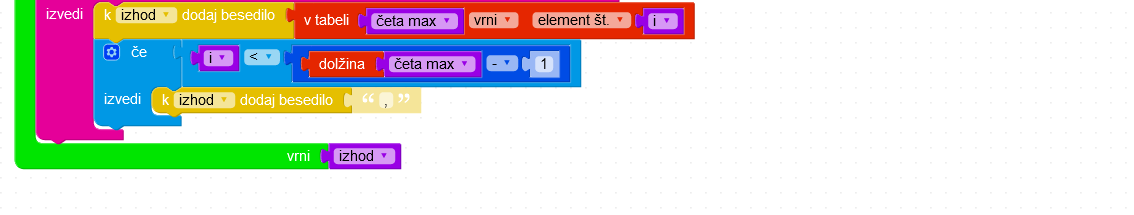 izvedi k izhod dodaj besedilo v tabeli četa max vrni element št. i
če i < dolžina četa max - 1
izvedi k izhod dodaj besedilo “ , ”
vrni izhod